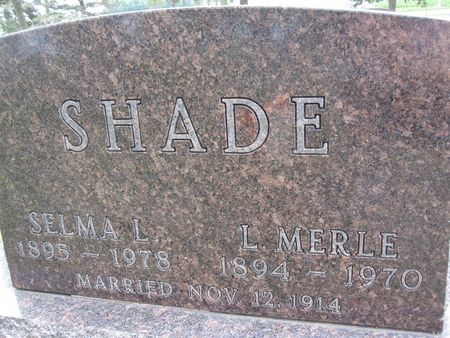 SHADE
SELMA L. L. MERLE
1895 - 1978 1894 - 1970
MARRIED NOV. 12, 1914